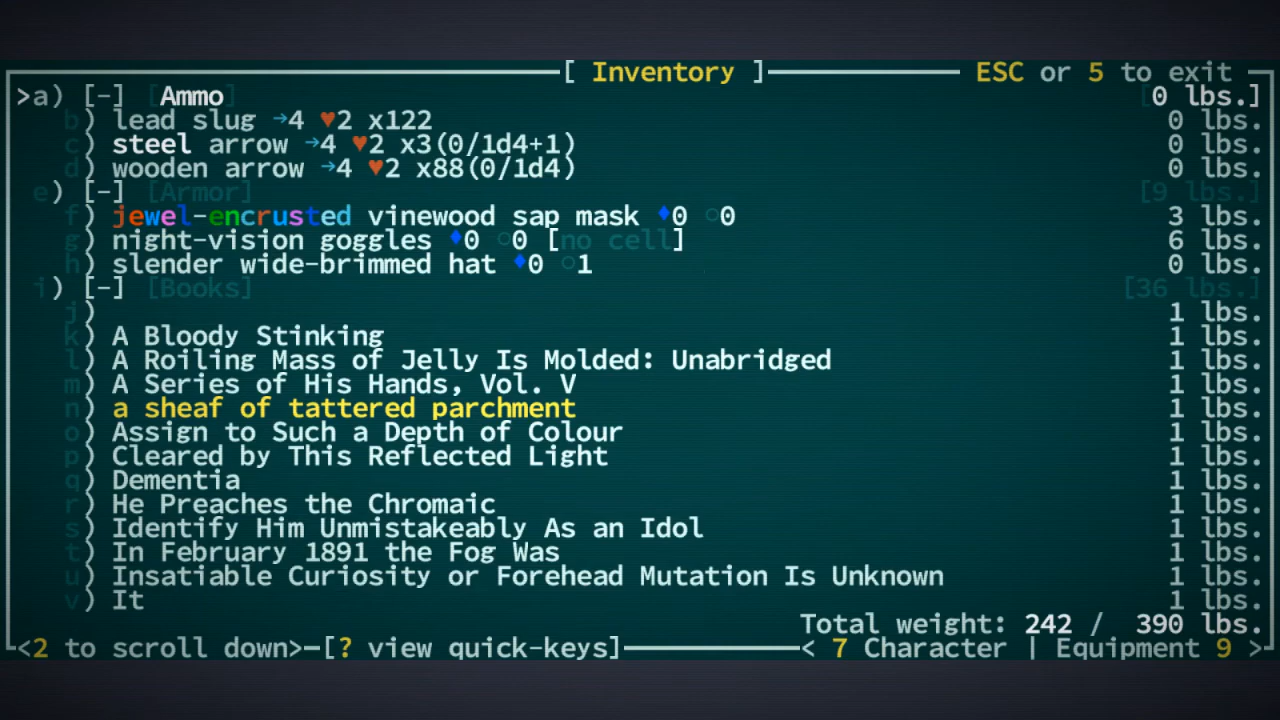 [ Inventory ] ESC or 5 to exit
>a) [-] [Ammo] [0 lbs.]
b) lead slug →4 ♥2 x122 0 lbs.
c) steel arrow →4 ♥2 x3(0/1d4+1) 0 lbs.
d) wooden arrow →4 ♥2 x88(0/1d4) 0 lbs.
e) [-] [Armor] [9 lbs.]
f) jewel-encrusted vinewood sap mask ♦0 ○0 3 lbs.
g) night-vision goggles ♦0 ○0 [no cell] 6 lbs.
h) slender wide-brimmed hat ♦0 ○1 0 lbs.
i) [-] [Books] [36 lbs.]
j) 1 lbs.
k) A Bloody Stinking 1 lbs.
l) A Roiling Mass of Jelly Is Molded: Unabridged 1 lbs.
m) A Series of His Hands, Vol. V 1 lbs.
n) a sheaf of tattered parchment 1 lbs.
o) Assign to Such a Depth of Colour 1 lbs.
p) Cleared by This Reflected Light 1 lbs.
q) Dementia 1 lbs.
r) He Preaches the Chromaic 1 lbs.
s) Identify Him Unmistakeably As an Idol 1 lbs.
t) In February 1891 the Fog Was 1 lbs.
u) Insatiable Curiosity or Forehead Mutation Is Unknown 1 lbs.
v) It 1 lbs.
Total weight: 242 / 390 lbs.
<2 to scroll down> [? view quick-keys] < 7 Character | Equipment 9 >